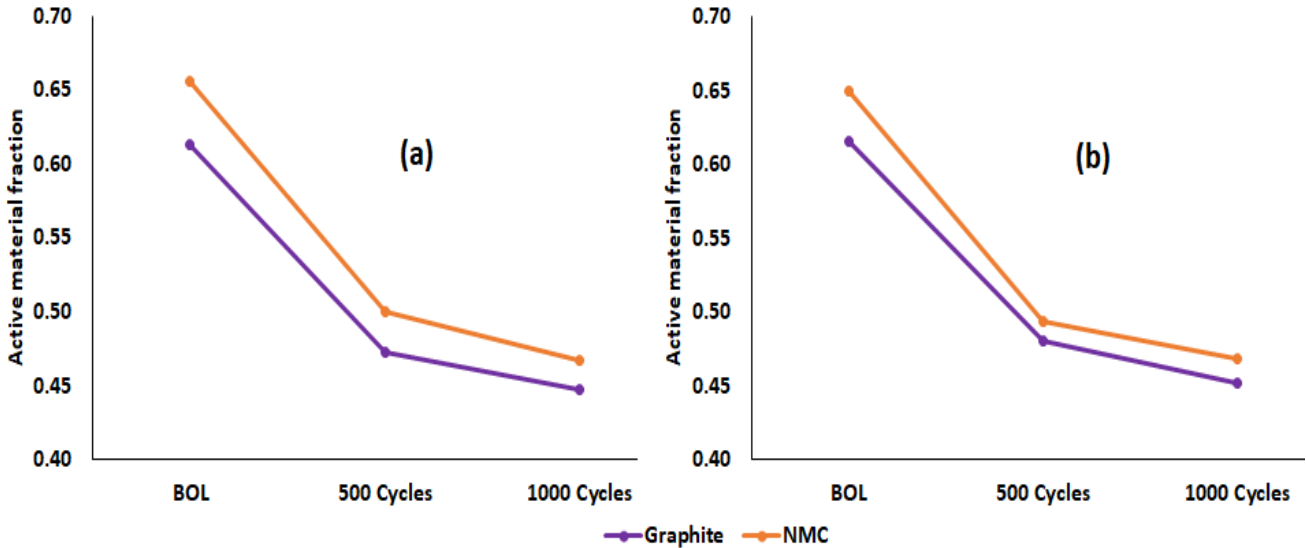 Active material fraction
0.70
0.65
0.60
0.55
0.50
0.45
0.40
(a)
BOL 500 Cycles 1000 Cycles
Active material fraction
0.70
0.65
0.60
0.55
0.50
0.45
0.40
(b)
BOL 500 Cycles 1000 Cycles
Graphite NMC